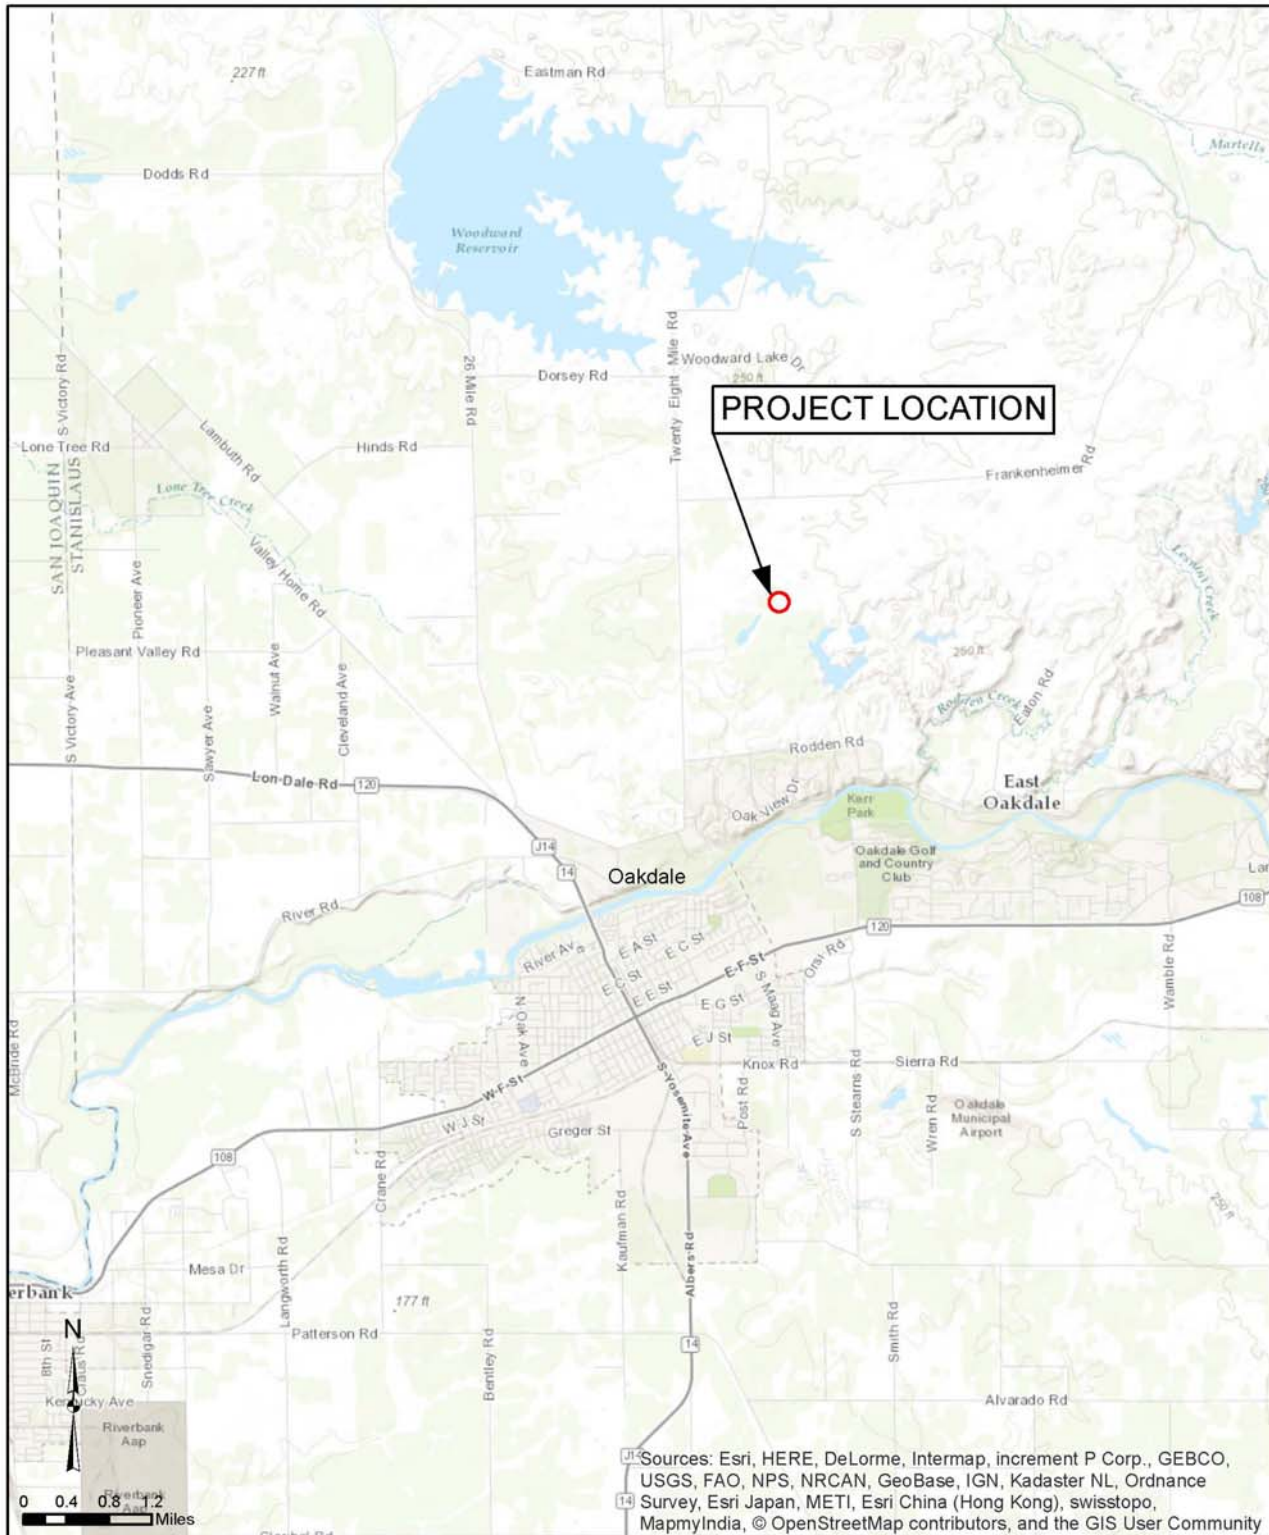 Eastman Rd
227 ft
Martells
Dodds Rd
Woodward
Reservoir
Twenty Eight Mile Rd
Woodward Lake Dr
250 ft
26 Mile Rd
Dorsey Rd
S Victory Rd
PROJECT LOCATION
Lambuth Rd
Lone Tree Rd
Hinds Rd
Frankenheimer Rd
Lone Tree Creek
SAN JOAQUIN
STANISLAUS
Valley Home Rd
Pioneer Ave
Pleasant Valley Rd
Walnut Ave
Cleveland Ave
250 ft
Eaton Rd
Rodden Creek
S Victory Ave
Sawyer Ave
Rodden Rd
Lon Dale Rd
120
Oak View Dr
Kerr
Park
East
Oakdale
J14
14
Oakdale
Oakdale Golf
and Country
Club
108
River Rd
120
River Av
E A St
E C St
E C St
E E St
E F St
Orsi Rd
S Maag Ave
Wamble Rd
E G St
N Oak Ave
E J St
Knox Rd
Sierra Rd
McBride Rd
W F St
S Yosemite Ave
Post Rd
S Stearns Rd
Wren Rd
Oakdale
Municipal
Airport
W J St
Greger St
108
Crane Rd
250 ft
Kaufman Rd
Albers Rd
Mesa Dr
Langworth Rd
erbank
177 ft
N
Patterson Rd
14
8th St
Claus Rd
Snedigar Rd
Bentley Rd
Smith Rd
Kentucky Ave
Alvarado Rd
Riverbank
Aap
Riverbank
Aap
J14
14
0 0.4 0.8 1.2
Miles
Sources: Esri, HERE, DeLorme, Intermap, increment P Corp., GEBCO,
USGS, FAO, NPS, NRCAN, GeoBase, IGN, Kadaster NL, Ordnance
Survey, Esri Japan, METI, Esri China (Hong Kong), swisstopo,
MapmyIndia, © OpenStreetMap contributors, and the GIS User Community